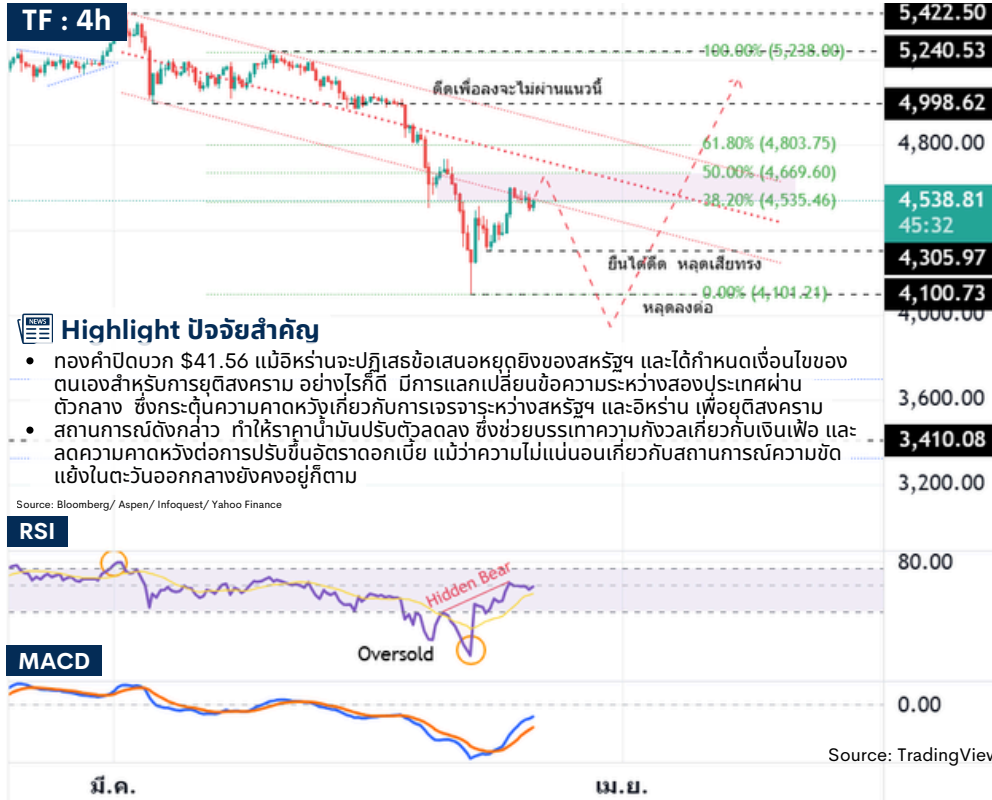 TF : 4h
5,422.50
100.00% (5,238.00)
5,240.53
ดีดเพื่อลงจะไม่ผ่านแนวนี้
4,998.62
61.80% (4,803.75)
4,800.00
50.00% (4,669.60)
38.20% (4,535.46)
4,538.81
45:32
4,305.97
ยืนได้ดีด หลุดเสียทรง
0.00% (4,101.21)
4,100.73
หลุดลงต่อ
4,000.00
NEWS
Highlight ปัจจัยสำคัญ
• ทองคำปิดบวก $41.56 แม้อิหร่านจะปฏิเสธข้อเสนอหยุดยิงของสหรัฐฯ และได้กำหนดเงื่อนไขของ
ตนเองสำหรับการยุติสงคราม อย่างไรก็ดี มีการแลกเปลี่ยนข้อความระหว่างสองประเทศผ่าน
ตัวกลาง ซึ่งกระตุ้นความคาดหวังเกี่ยวกับการเจรจาระหว่างสหรัฐฯ และอิหร่าน เพื่อยุติสงคราม
• สถานการณ์ดังกล่าว ทำให้ราคาน้ำมันปรับตัวลดลง ซึ่งช่วยบรรเทาความกังวลเกี่ยวกับเงินเฟ้อ และ
ลดความคาดหวังต่อการปรับขึ้นอัตราดอกเบี้ย แม้ว่าความไม่แน่นอนเกี่ยวกับสถานการณ์ความขัด
แย้งในตะวันออกกลางยังคงอยู่ก็ตาม
3,600.00
3,410.08
3,200.00
Source: Bloomberg/ Aspen/ Infoquest/ Yahoo Finance
RSI
80.00
Hidden Bear
Oversold
MACD
0.00
Source: TradingView
มี.ค.
เม.ย.